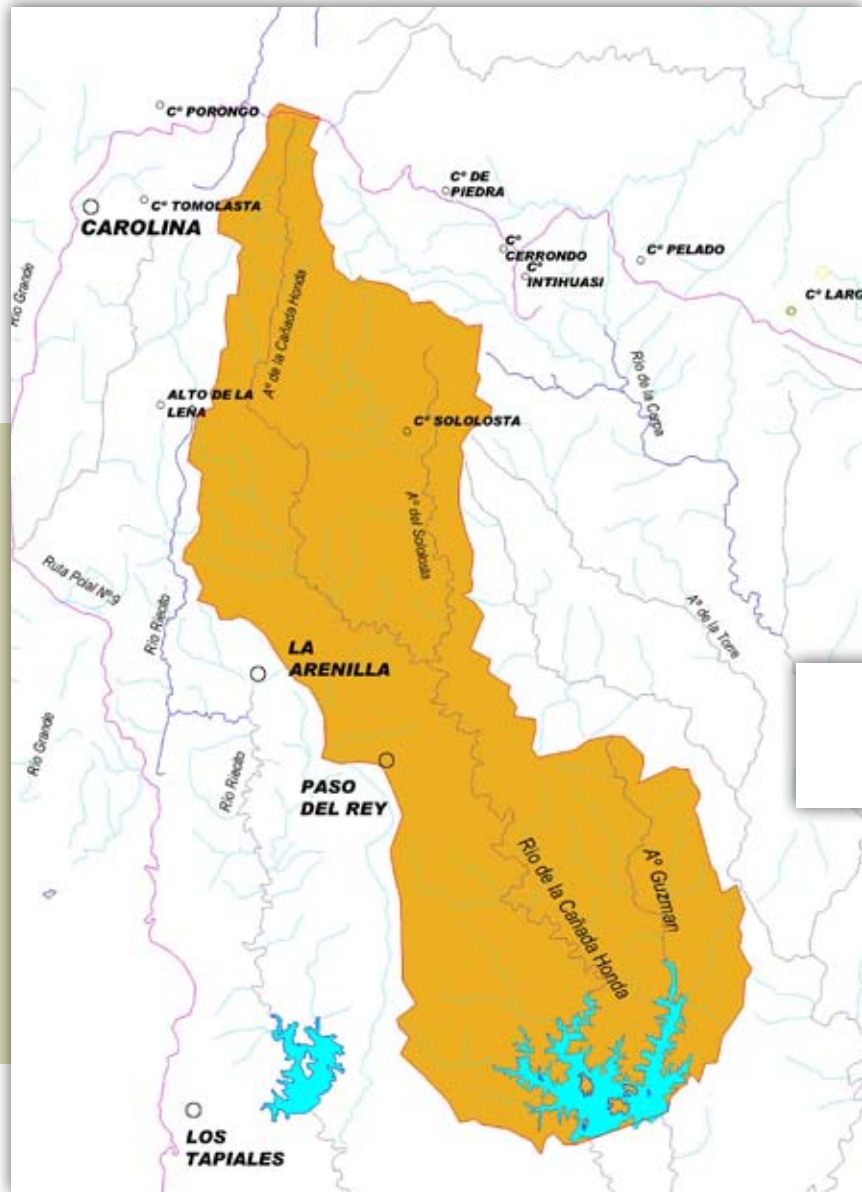 Cº PORONGO
Cº DE
PIEDRA
Cº TOMOLASTA
CAROLINA
Cº
CERRONDO
Cº
INTIHUASI
Cº PELADO
Cº LARG
Río Grande
Aº de la Cañada Honda
Río de la Carpa
ALTO DE LA
LEÑA
Cº SOLOLOSTA
Aº del Sololosta
Ruta Pcial Nº:9
Río Riecito
Aº de la Torre
LA
ARENILLA
Río Grande
Río Riecito
PASO
DEL REY
Río de la Cañada Honda
Aº Guzman
LOS
TAPIALES